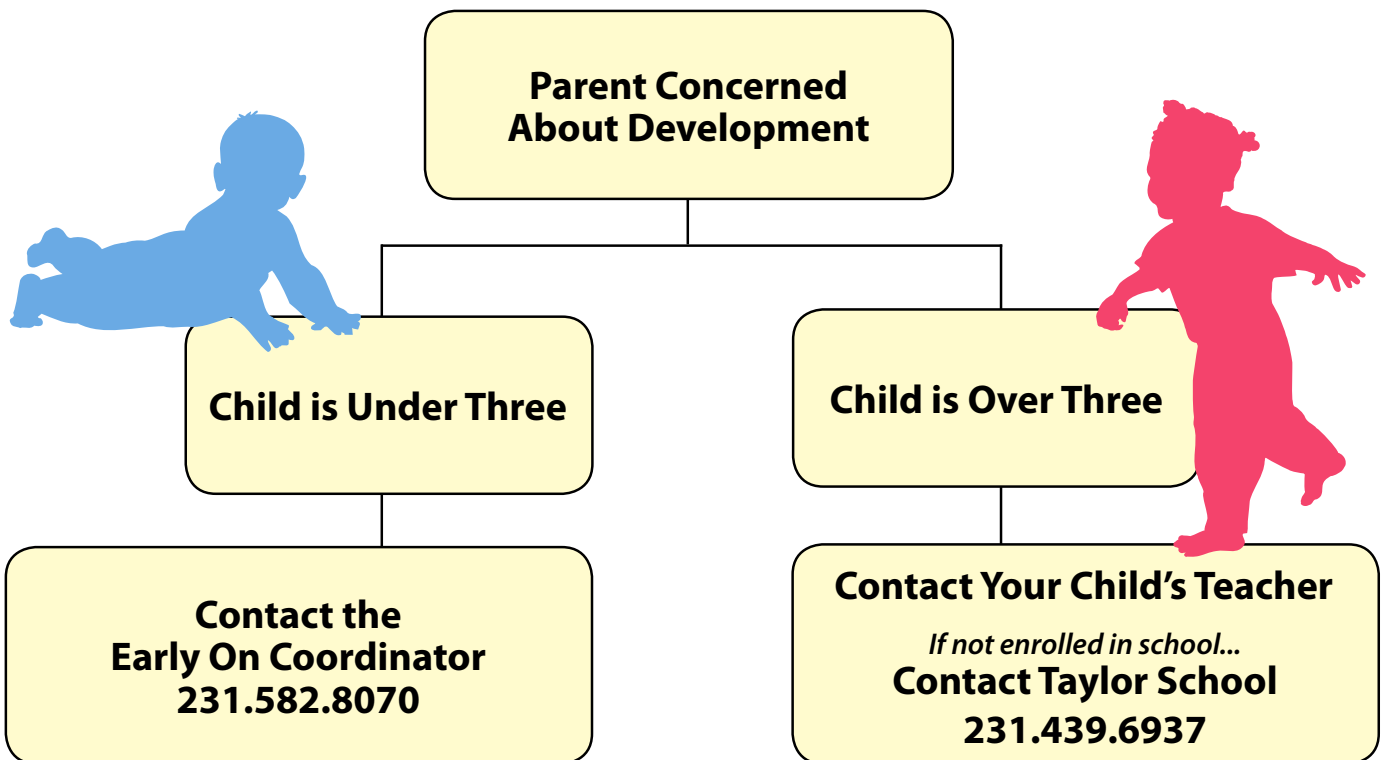 Parent Concerned
About Development
Child is Under Three
Child is Over Three
Contact the
Early On Coordinator
231.582.8070
Contact Your Child’s Teacher
If not enrolled in school...
Contact Taylor School
231.439.6937